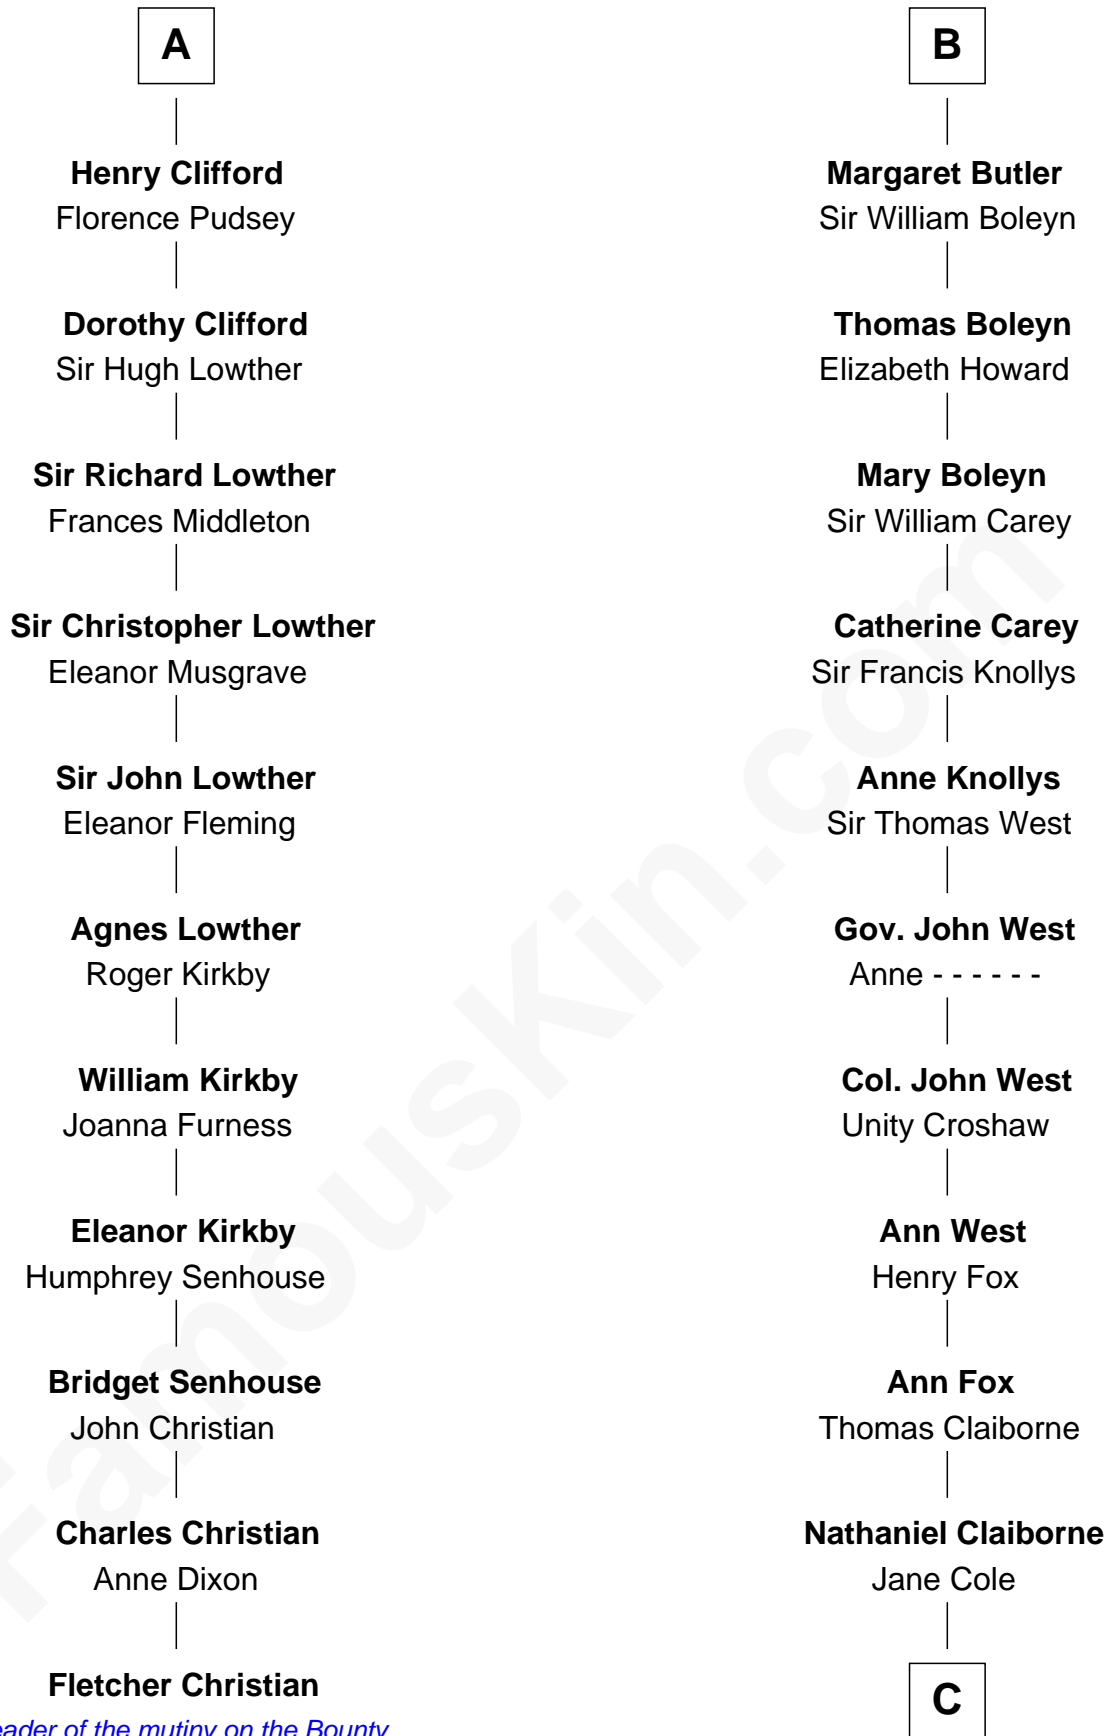 A
Henry Clifford
Florence Pudsey
Dorothy Clifford
Sir Hugh Lowther
Sir Richard Lowther
Frances Middleton
Sir Christopher Lowther
Eleanor Musgrave
Sir John Lowther
Eleanor Fleming
Agnes Lowther
Roger Kirkby
William Kirkby
Joanna Furness
Eleanor Kirkby
Humphrey Senhouse
Bridget Senhouse
John Christian
Charles Christian
Anne Dixon
Fletcher Christian
eader of the mutiny on the Bounty
B
Margaret Butler
Sir William Boleyn
Thomas Boleyn
Elizabeth Howard
Mary Boleyn
Sir William Carey
Catherine Carey
Sir Francis Knollys
Anne Knollys
Sir Thomas West
Gov. John West
Anne - - - - - -
Col. John West
Unity Croshaw
Ann West
Henry Fox
Ann Fox
Thomas Claiborne
Nathaniel Claiborne
Jane Cole
C
FamousKin.com